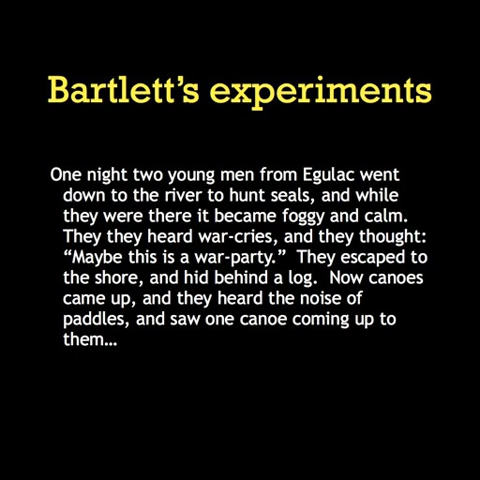 Bartlett's experiments
One night two young men from Egulac went
down to the river to hunt seals, and while
they were there it became foggy and calm.
They they heard war-cries, and they thought:
“Maybe this is a war-party.”  They escaped to
the shore, and hid behind a log.  Now canoes
came up, and they heard the noise of
paddles, and saw one canoe coming up to
them…